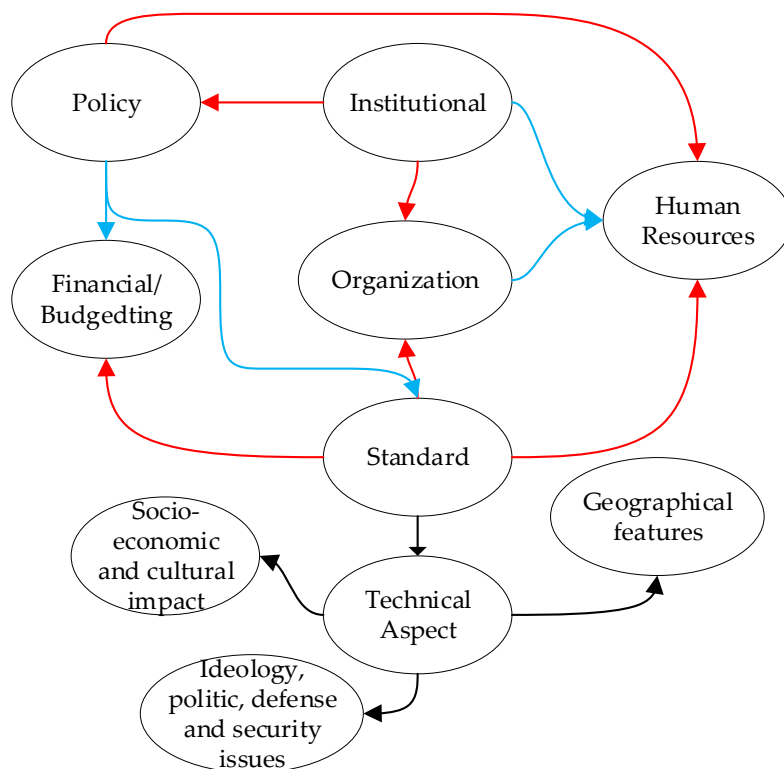 Policy
Institutional
Human
Resources
Financial/
Budgedting
Organization
Standard
Geographical
features
Socio-
economic
and cultural
impact
Technical
Aspect
Ideology,
politic, defense
and security
issues